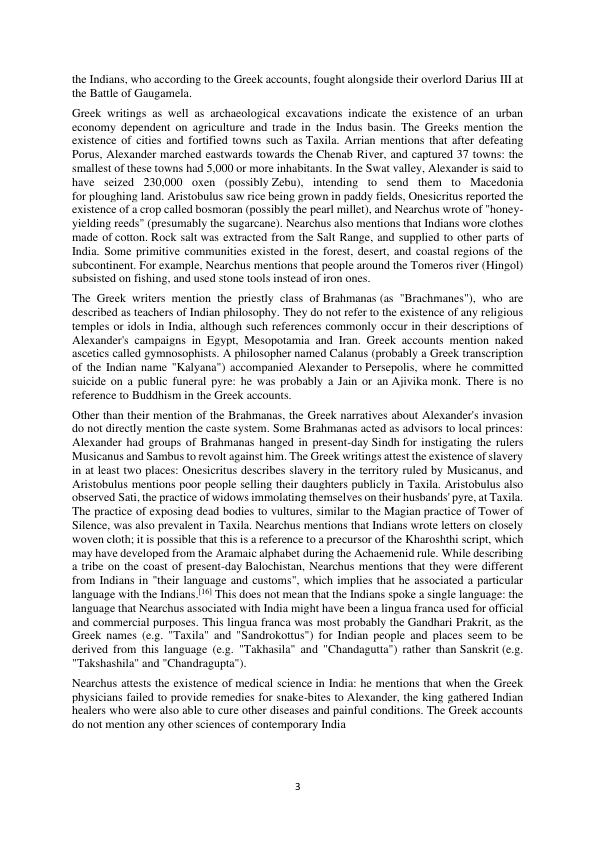 the Indians, who according to the Greek accounts, fought alongside their overlord Darius III at
the Battle of Gaugamela.
Greek writings as well as archaeological excavations indicate the existence of an urban
economy dependent on agriculture and trade in the Indus basin. The Greeks mention the
existence of cities and fortified towns such as Taxila. Arrian mentions that after defeating
Porus, Alexander marched eastwards towards the Chenab River, and captured 37 towns: the
smallest of these towns had 5,000 or more inhabitants. In the Swat valley, Alexander is said to
have seized 230,000 oxen (possibly Zebu), intending to send them to Macedonia
for ploughing land. Aristobulus saw rice being grown in paddy fields, Onesicritus reported the
existence of a crop called bosmoran (possibly the pearl millet), and Nearchus wrote of "honey-
yielding reeds" (presumably the sugarcane). Nearchus also mentions that Indians wore clothes
made of cotton. Rock salt was extracted from the Salt Range, and supplied to other parts of
India. Some primitive communities existed in the forest, desert, and coastal regions of the
subcontinent. For example, Nearchus mentions that people around the Tomeros river (Hingol)
subsisted on fishing, and used stone tools instead of iron ones.
The Greek writers mention the priestly class of Brahmanas (as "Brachmanes"), who are
described as teachers of Indian philosophy. They do not refer to the existence of any religious
temples or idols in India, although such references commonly occur in their descriptions of
Alexander's campaigns in Egypt, Mesopotamia and Iran. Greek accounts mention naked
ascetics called gymnosophists. A philosopher named Calanus (probably a Greek transcription
of the Indian name "Kalyana") accompanied Alexander to Persepolis, where he committed
suicide on a public funeral pyre: he was probably a Jain or an Ajivika monk. There is no
reference to Buddhism in the Greek accounts.
Other than their mention of the Brahmanas, the Greek narratives about Alexander's invasion
do not directly mention the caste system. Some Brahmanas acted as advisors to local princes:
Alexander had groups of Brahmanas hanged in present-day Sindh for instigating the rulers
Musicanus and Sambus to revolt against him. The Greek writings attest the existence of slavery
in at least two places: Onesicritus describes slavery in the territory ruled by Musicanus, and
Aristobulus mentions poor people selling their daughters publicly in Taxila. Aristobulus also
observed Sati, the practice of widows immolating themselves on their husbands' pyre, at Taxila.
The practice of exposing dead bodies to vultures, similar to the Magian practice of Tower of
Silence, was also prevalent in Taxila. Nearchus mentions that Indians wrote letters on closely
woven cloth; it is possible that this is a reference to a precursor of the Kharoshthi script, which
may have developed from the Aramaic alphabet during the Achaemenid rule. While describing
a tribe on the coast of present-day Balochistan, Nearchus mentions that they were different
from Indians in "their language and customs", which implies that he associated a particular
language with the Indians.[16] This does not mean that the Indians spoke a single language: the
language that Nearchus associated with India might have been a lingua franca used for official
and commercial purposes. This lingua franca was most probably the Gandhari Prakrit, as the
Greek names (e.g. "Taxila" and "Sandrokottus") for Indian people and places seem to be
derived from this language (e.g. "Takhasila" and "Chandagutta") rather than Sanskrit (e.g.
"Takshashila" and "Chandragupta").
Nearchus attests the existence of medical science in India: he mentions that when the Greek
physicians failed to provide remedies for snake-bites to Alexander, the king gathered Indian
healers who were also able to cure other diseases and painful conditions. The Greek accounts
do not mention any other sciences of contemporary India
3